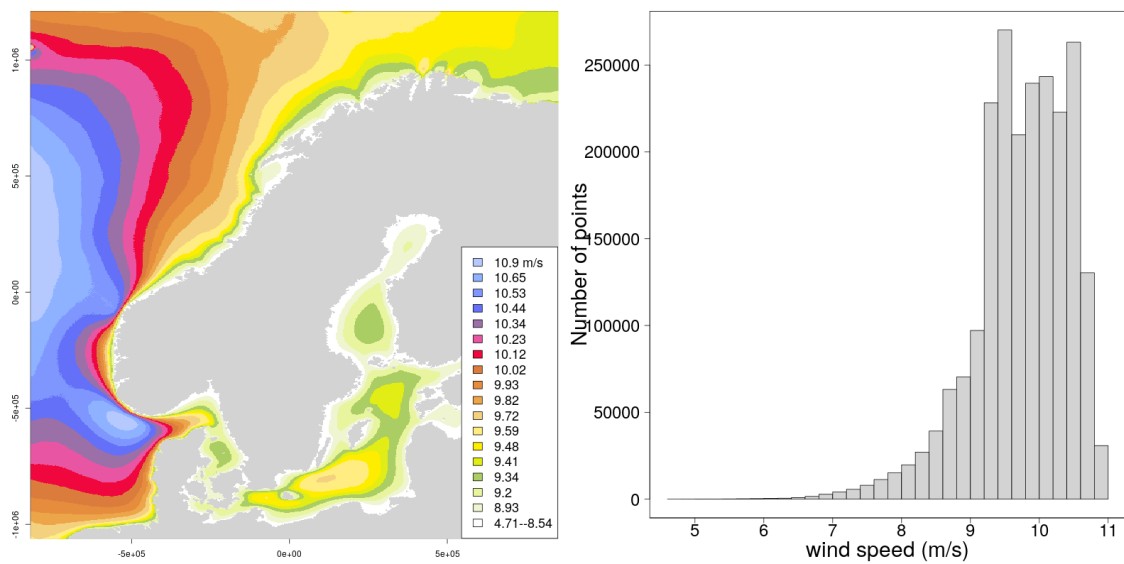 1e+06
5e+05
0e+00
-5e+05
-1e+06
-5e+05
0e+00
5e+05
10.9 m/s
10.65
10.53
10.44
10.34
10.23
10.12
10.02
9.93
9.82
9.72
9.59
9.48
9.41
9.34
9.2
8.93
4.71--8.54
Number of points
250000
200000
150000
100000
50000
0
5
6
7
8
9
10
11
wind speed (m/s)